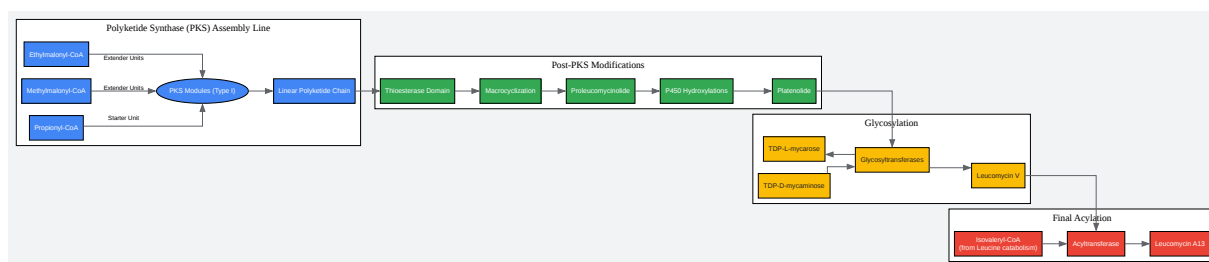 Polyketide Synthase (PKS) Assembly Line
Ethylmalonyl-CoA
Extender Units
Methylmalonyl-CoA
Extender Units
PKS Modules (Type I)
Linear Polyketide Chain
Propionyl-CoA
Starter Unit
Post-PKS Modifications
Thioesterase Domain
Macrocyclization
Proleucomycinolide
P450 Hydroxylations
Platenolide
Glycosylation
TDP-L-mycarose
Glycosyltransferases
TDP-D-mycaminose
Leucomycin V
Final Acylation
Isovaleryl-CoA
(from Leucine catabolism)
Acyltransferase
Leucomycin A13